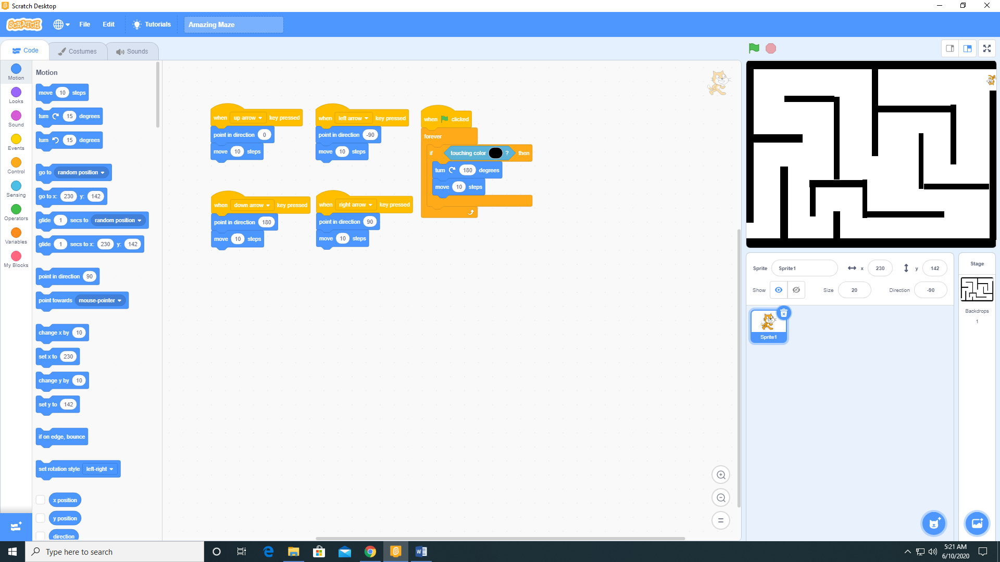 Scratch Desktop
SCRATCH
File
Edit
Tutorials
Amazing Maze
Code
Costumes
Sounds
Motion
Looks
Sound
Events
Control
Sensing
Operators
Variables
My Blocks
Motion
move 10 steps
turn 15 degrees
turn 15 degrees
go to random position
go to x: 230 y: 142
glide 1 secs to random position
glide 1 secs to x: 230 y: 142
point in direction 90
point towards mouse-pointer
change x by 10
set x to 230
change y by 10
set y to 142
if on edge, bounce
set rotation style left-right
x position
y position
direction
when up arrow key pressed
point in direction 0
move 10 steps
when left arrow key pressed
point in direction -90
move 10 steps
when down arrow key pressed
point in direction 180
move 10 steps
when right arrow key pressed
point in direction 90
move 10 steps
when clicked
forever
if touching color ? then
turn 180 degrees
move 10 steps
Sprite Sprite1 x 230 y 142
Show Size 20 Direction -90
Sprite1
Stage
Backdrops
1
Type here to search
5:21 AM
6/10/2020